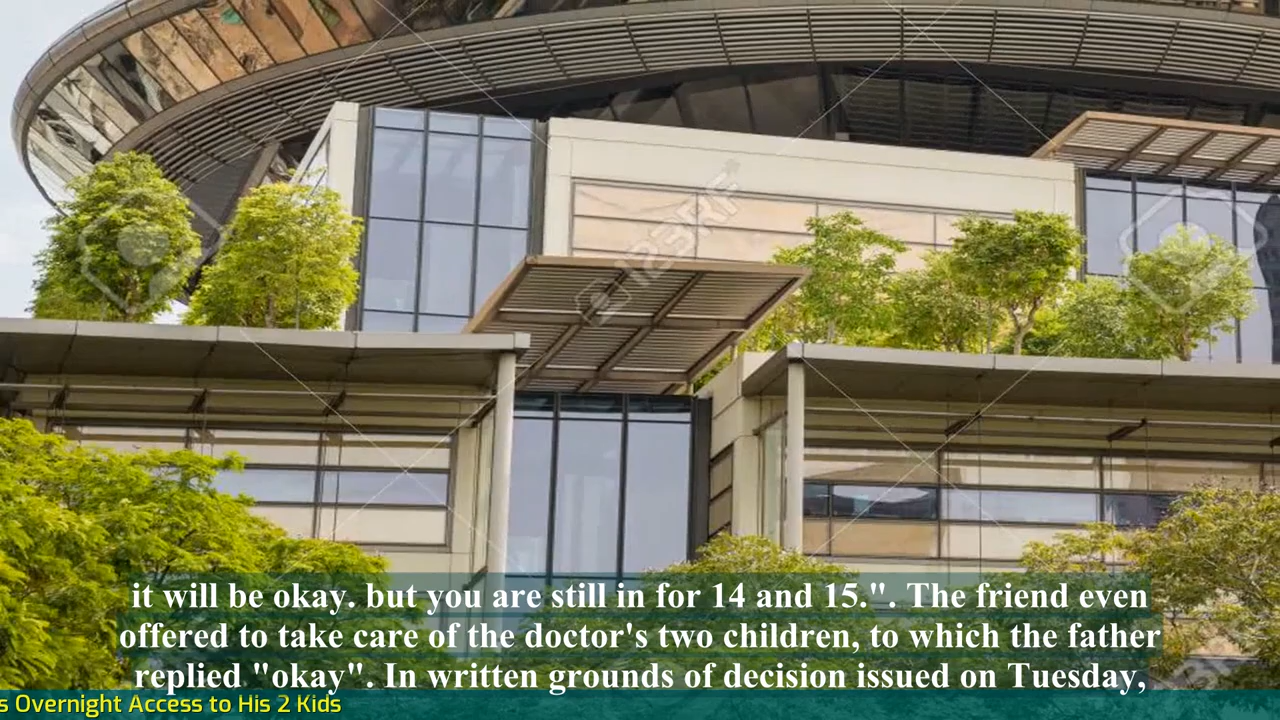 123RF
it will be okay. but you are still in for 14 and 15.". The friend even
offered to take care of the doctor's two children, to which the father
replied "okay". In written grounds of decision issued on Tuesday,
s Overnight Access to His 2 Kids